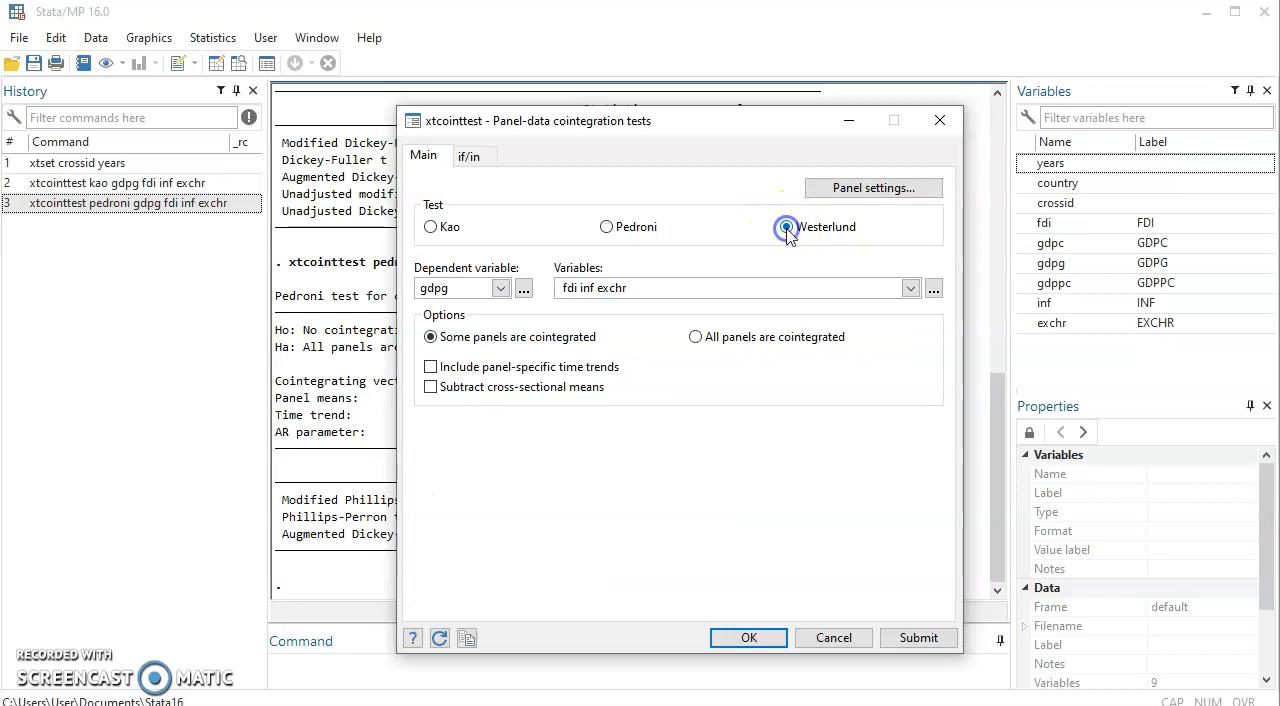 Stata/MP 16.0
File Edit Data Graphics Statistics User Window Help
History
Filter commands here
# Command _rc
1 xtset crossid years
2 xtcointtest kao gdpg fdi inf exchr
3 xtcointtest pedroni gdpg fdi inf exchr
Modified Dickey-F
Dickey-Fuller t
Augmented Dickey-
Unadjusted modifi
Unadjusted Dickey
. xtcointtest pedr
Pedroni test for c
Ho: No cointegrati
Ha: All panels are
Cointegrating vect
Panel means:
Time trend:
AR parameter:
Modified Phillips
Phillips-Perron t
Augmented Dickey-
.
Command
xtcointtest - Panel-data cointegration tests
Main if/in
Panel settings...
Test
Kao Pedroni Westerlund
Dependent variable: Variables:
gdpg ... fdi inf exchr ...
Options
Some panels are cointegrated All panels are cointegrated
Include panel-specific time trends
Subtract cross-sectional means
? OK Cancel Submit
Variables
Filter variables here
Name Label
years
country
crossid
fdi FDI
gdpc GDPC
gdpg GDPG
gdppc GDPPC
inf INF
exchr EXCHR
Properties
Variables
Name
Label
Type
Format
Value label
Notes
Data
Frame default
Filename
Label
Notes
Variables 9
RECORDED WITH
SCREENCAST MATIC
C:\Users\User\Documents\Stata16
CAP NUM OVR